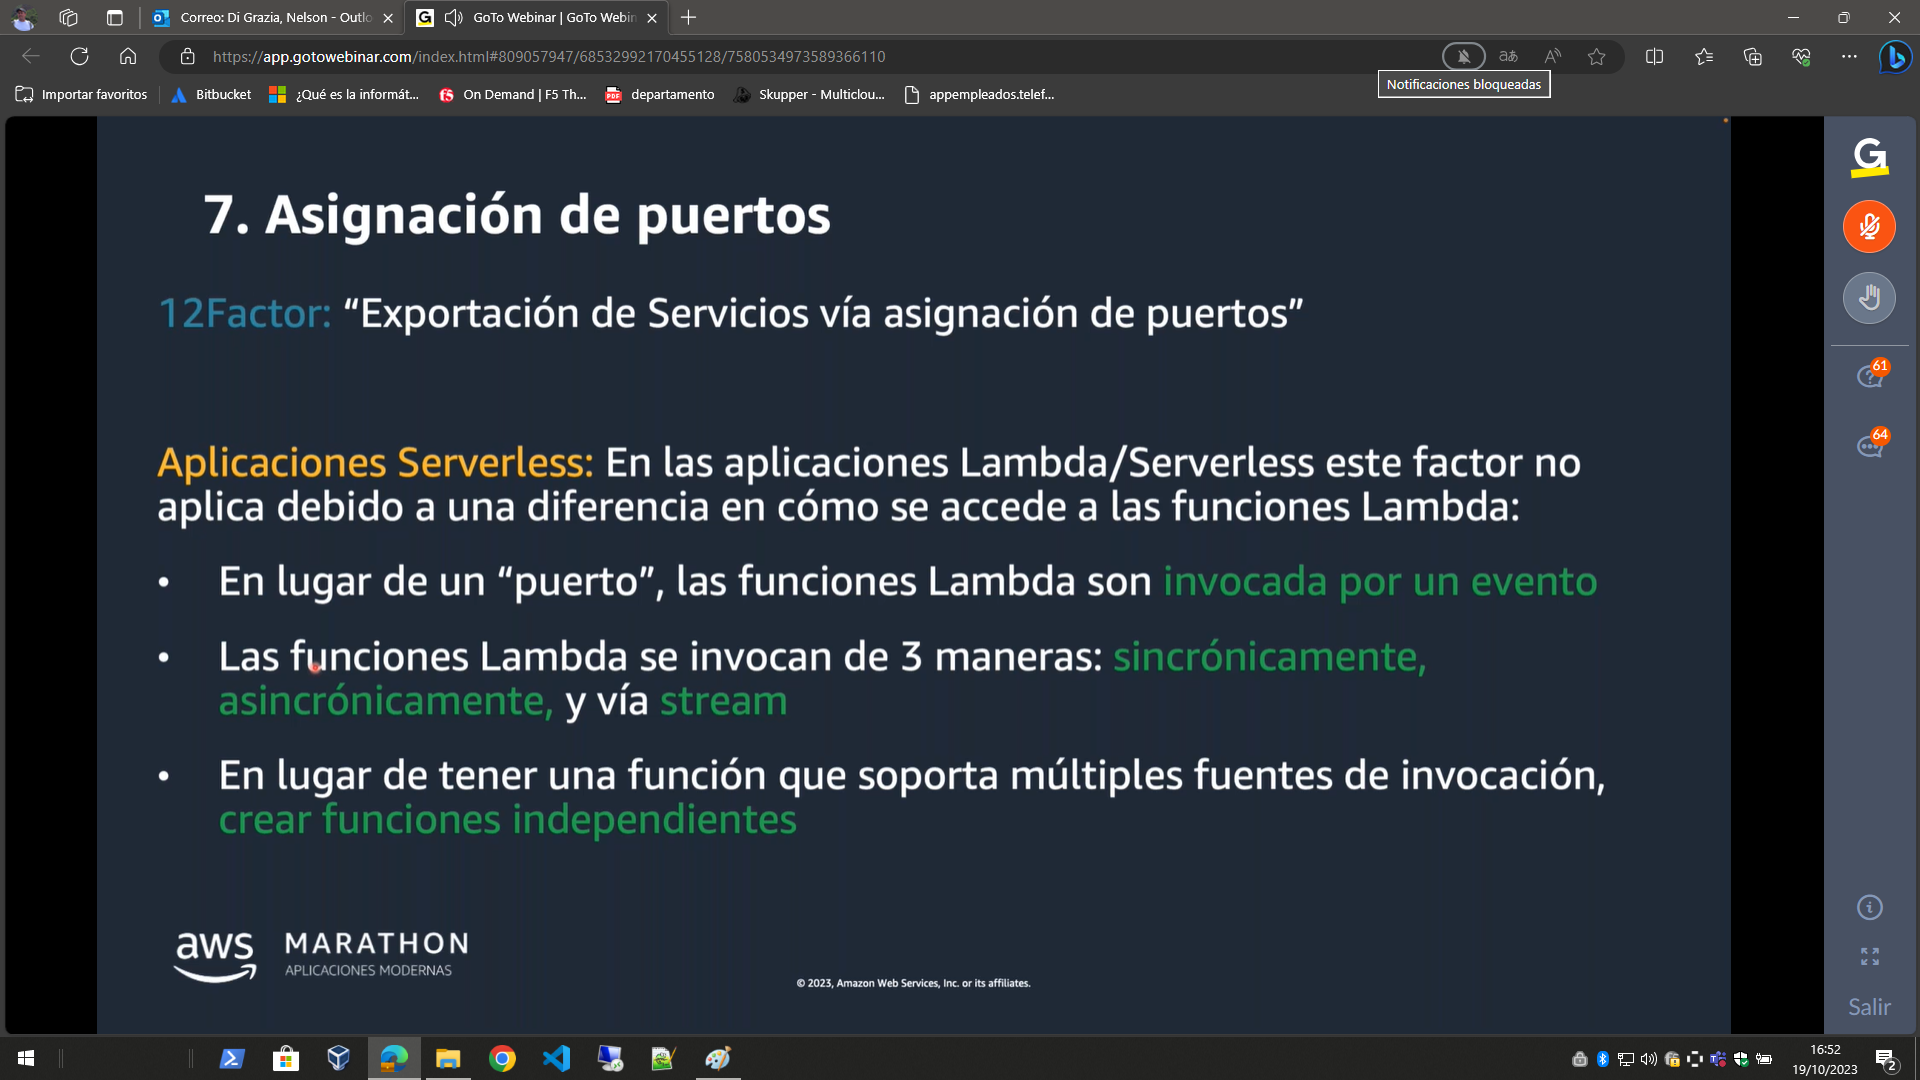 Correo: Di Grazia, Nelson - Outlo
GoTo Webinar | GoTo Webin
https://app.gotowebinar.com/index.html#809057947/68532992170455128/7580534973589366110
Notificaciones bloqueadas
Importar favoritos
Bitbucket
¿Qué es la informát...
On Demand | F5 Th...
departamento
Skupper - Multiclou...
appempleados.telef...
7. Asignación de puertos
12Factor: “Exportación de Servicios vía asignación de puertos”
Aplicaciones Serverless: En las aplicaciones Lambda/Serverless este factor no
aplica debido a una diferencia en cómo se accede a las funciones Lambda:
• En lugar de un “puerto”, las funciones Lambda son invocada por un evento
• Las funciones Lambda se invocan de 3 maneras: sincrónicamente,
asincrónicamente, y vía stream
• En lugar de tener una función que soporta múltiples fuentes de invocación,
crear funciones independientes
aws MARATHON
APLICACIONES MODERNAS
© 2023, Amazon Web Services, Inc. or its affiliates.
61
64
Salir
16:52
19/10/2023
2